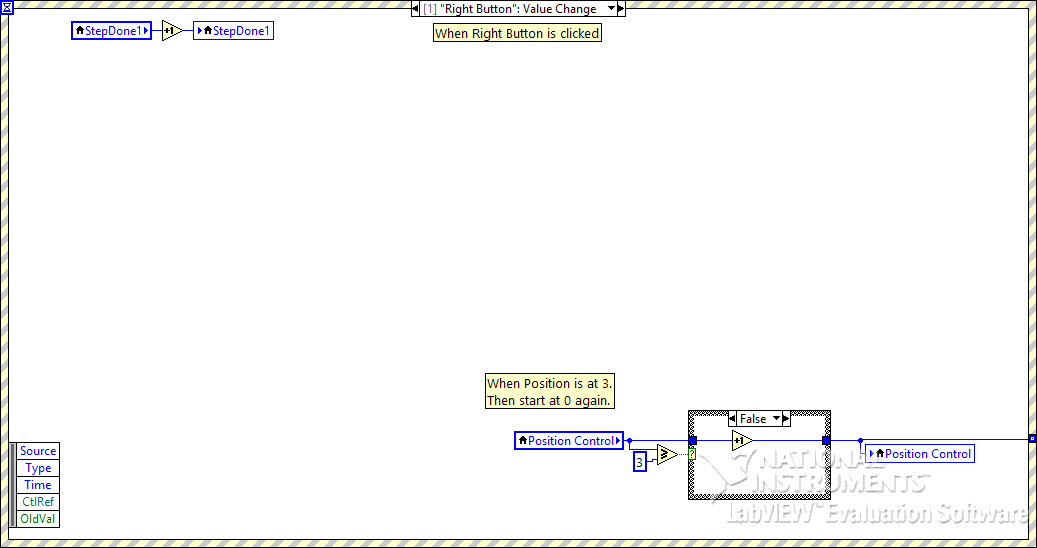 [1] "Right Button": Value Change
StepDone1
+1
StepDone1
When Right Button is clicked
When Position is at 3.
Then start at 0 again.
False
Position Control
+1
3
≥
?
Position Control
Source
Type
Time
CtlRef
OldVal
NATIONAL
INSTRUMENTS™
LabVIEW™ Evaluation Software